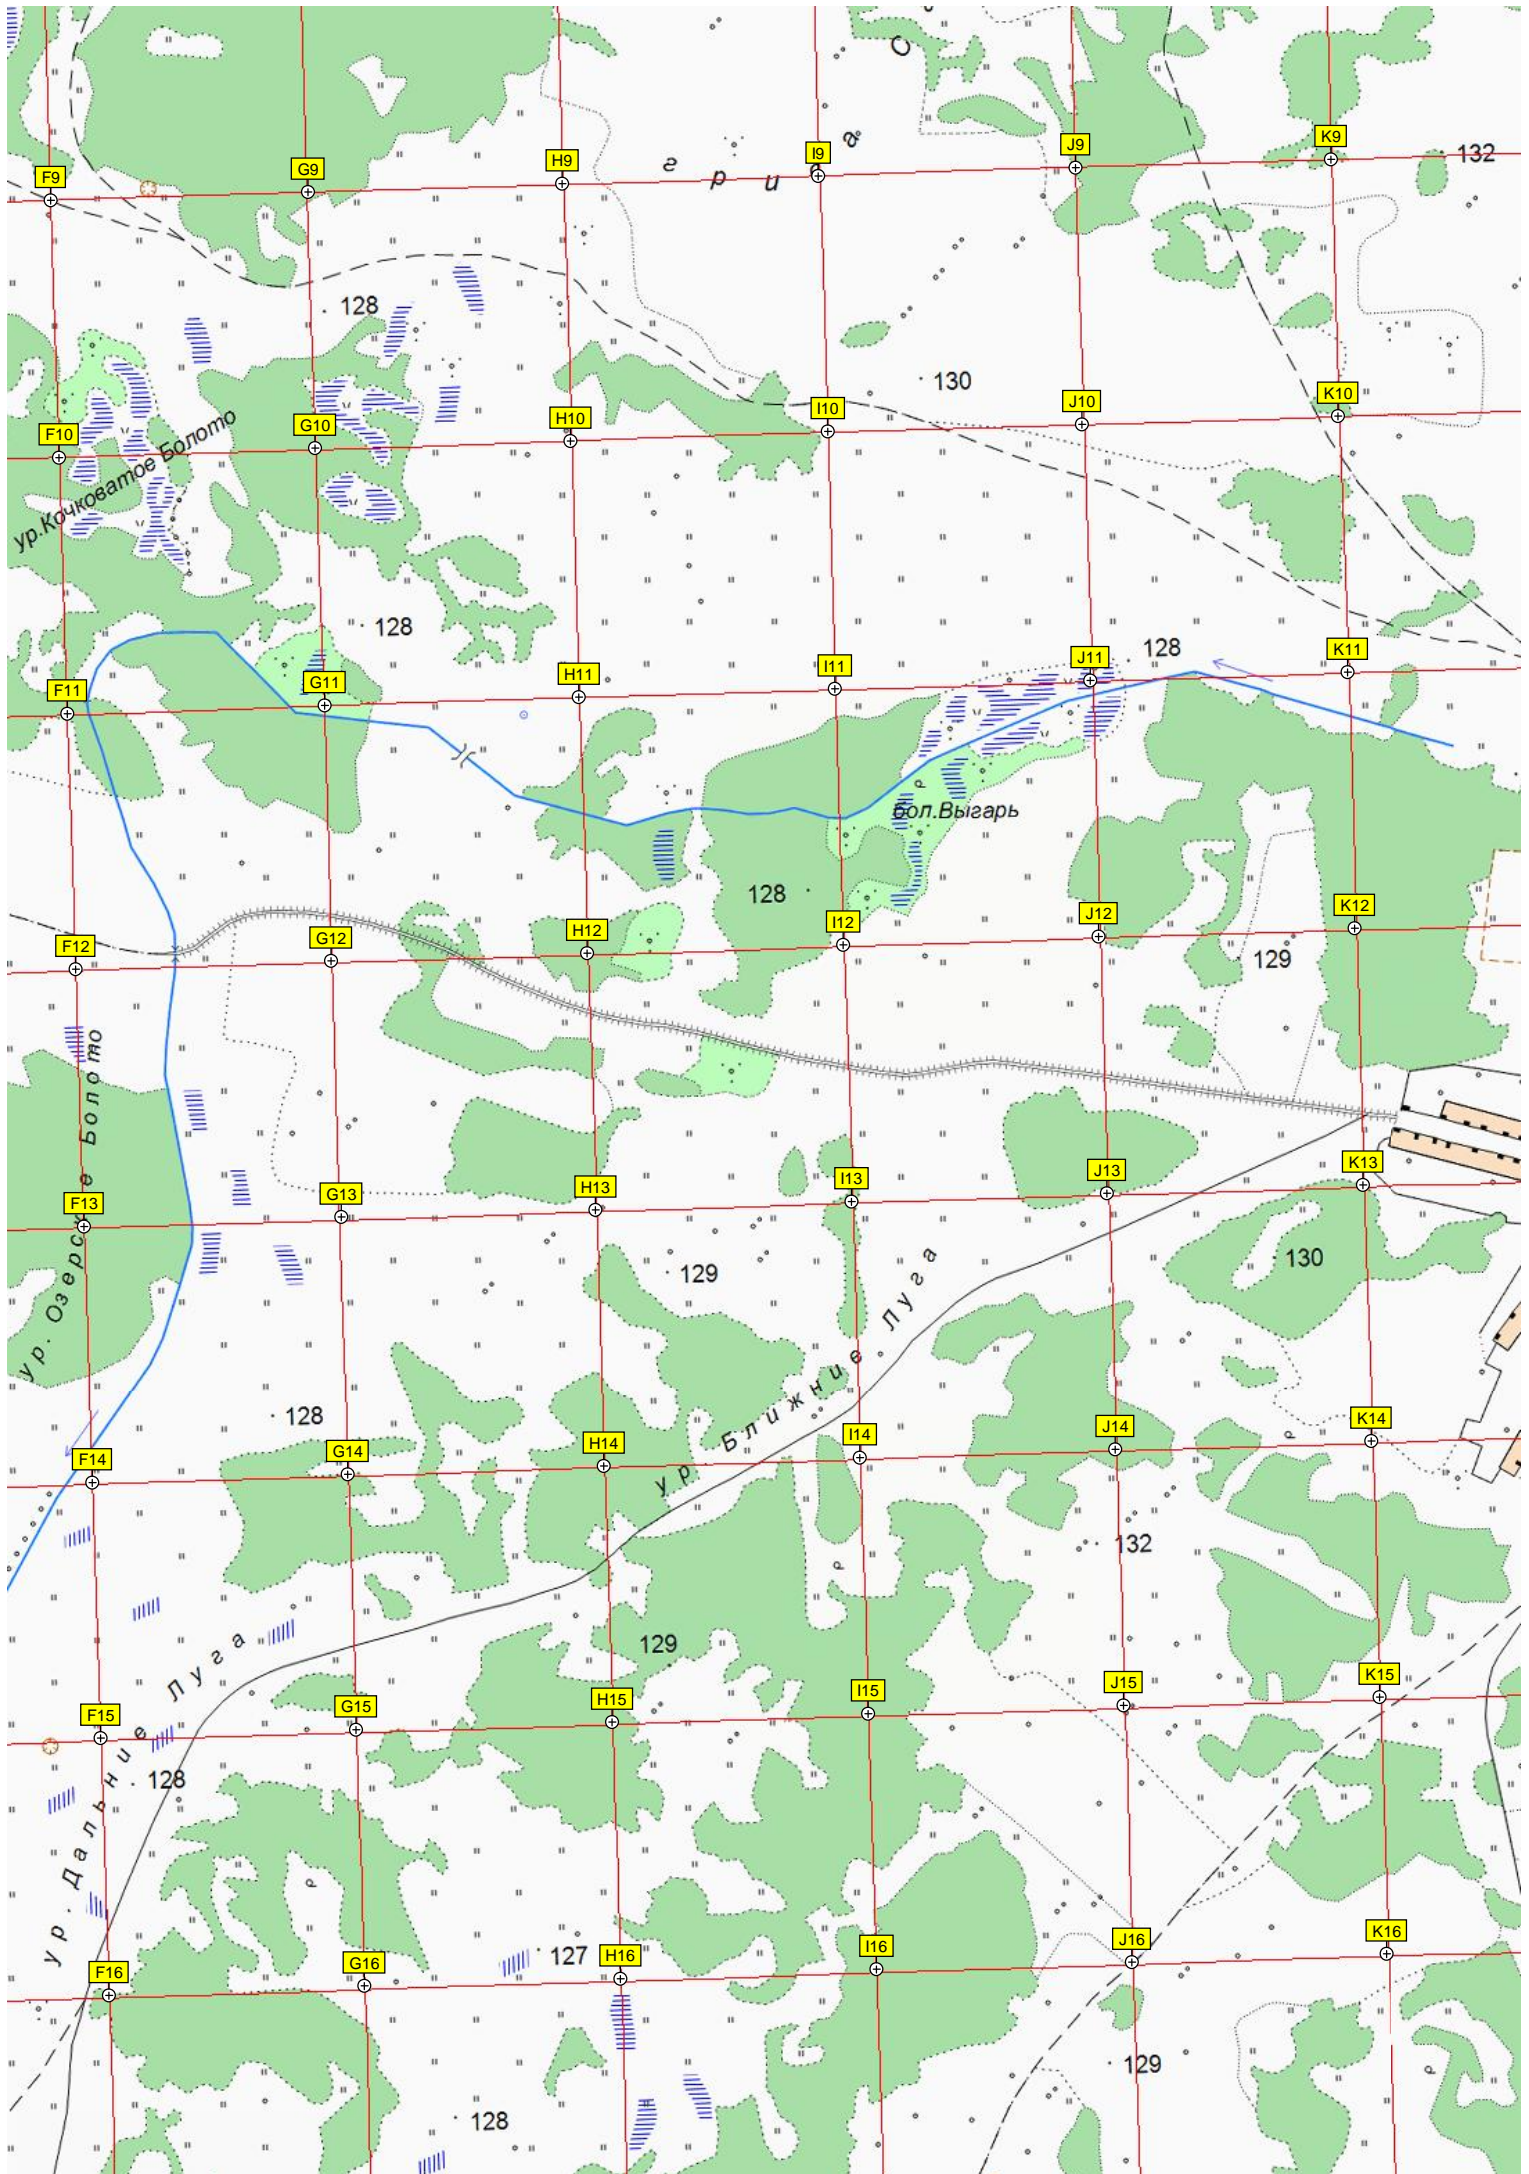 С
K9
J9
132
I9
а
H9
г р и
G9
F9
128
130
K10
J10
I10
H10
G10
F10
ур.Кочковатое Болото
128
128
K11
J11
I11
H11
G11
F11
бол.Выгарь
128
K12
J12
I12
H12
G12
F12
129
K13
J13
I13
H13
G13
F13
ур. Озерское Болото
130
129
ур. Ближние Луга
128
K14
J14
I14
H14
G14
F14
132
129
K15
J15
I15
H15
G15
F15
ур. Дальние Луга
128
K16
J16
I16
127
H16
G16
F16
129
128